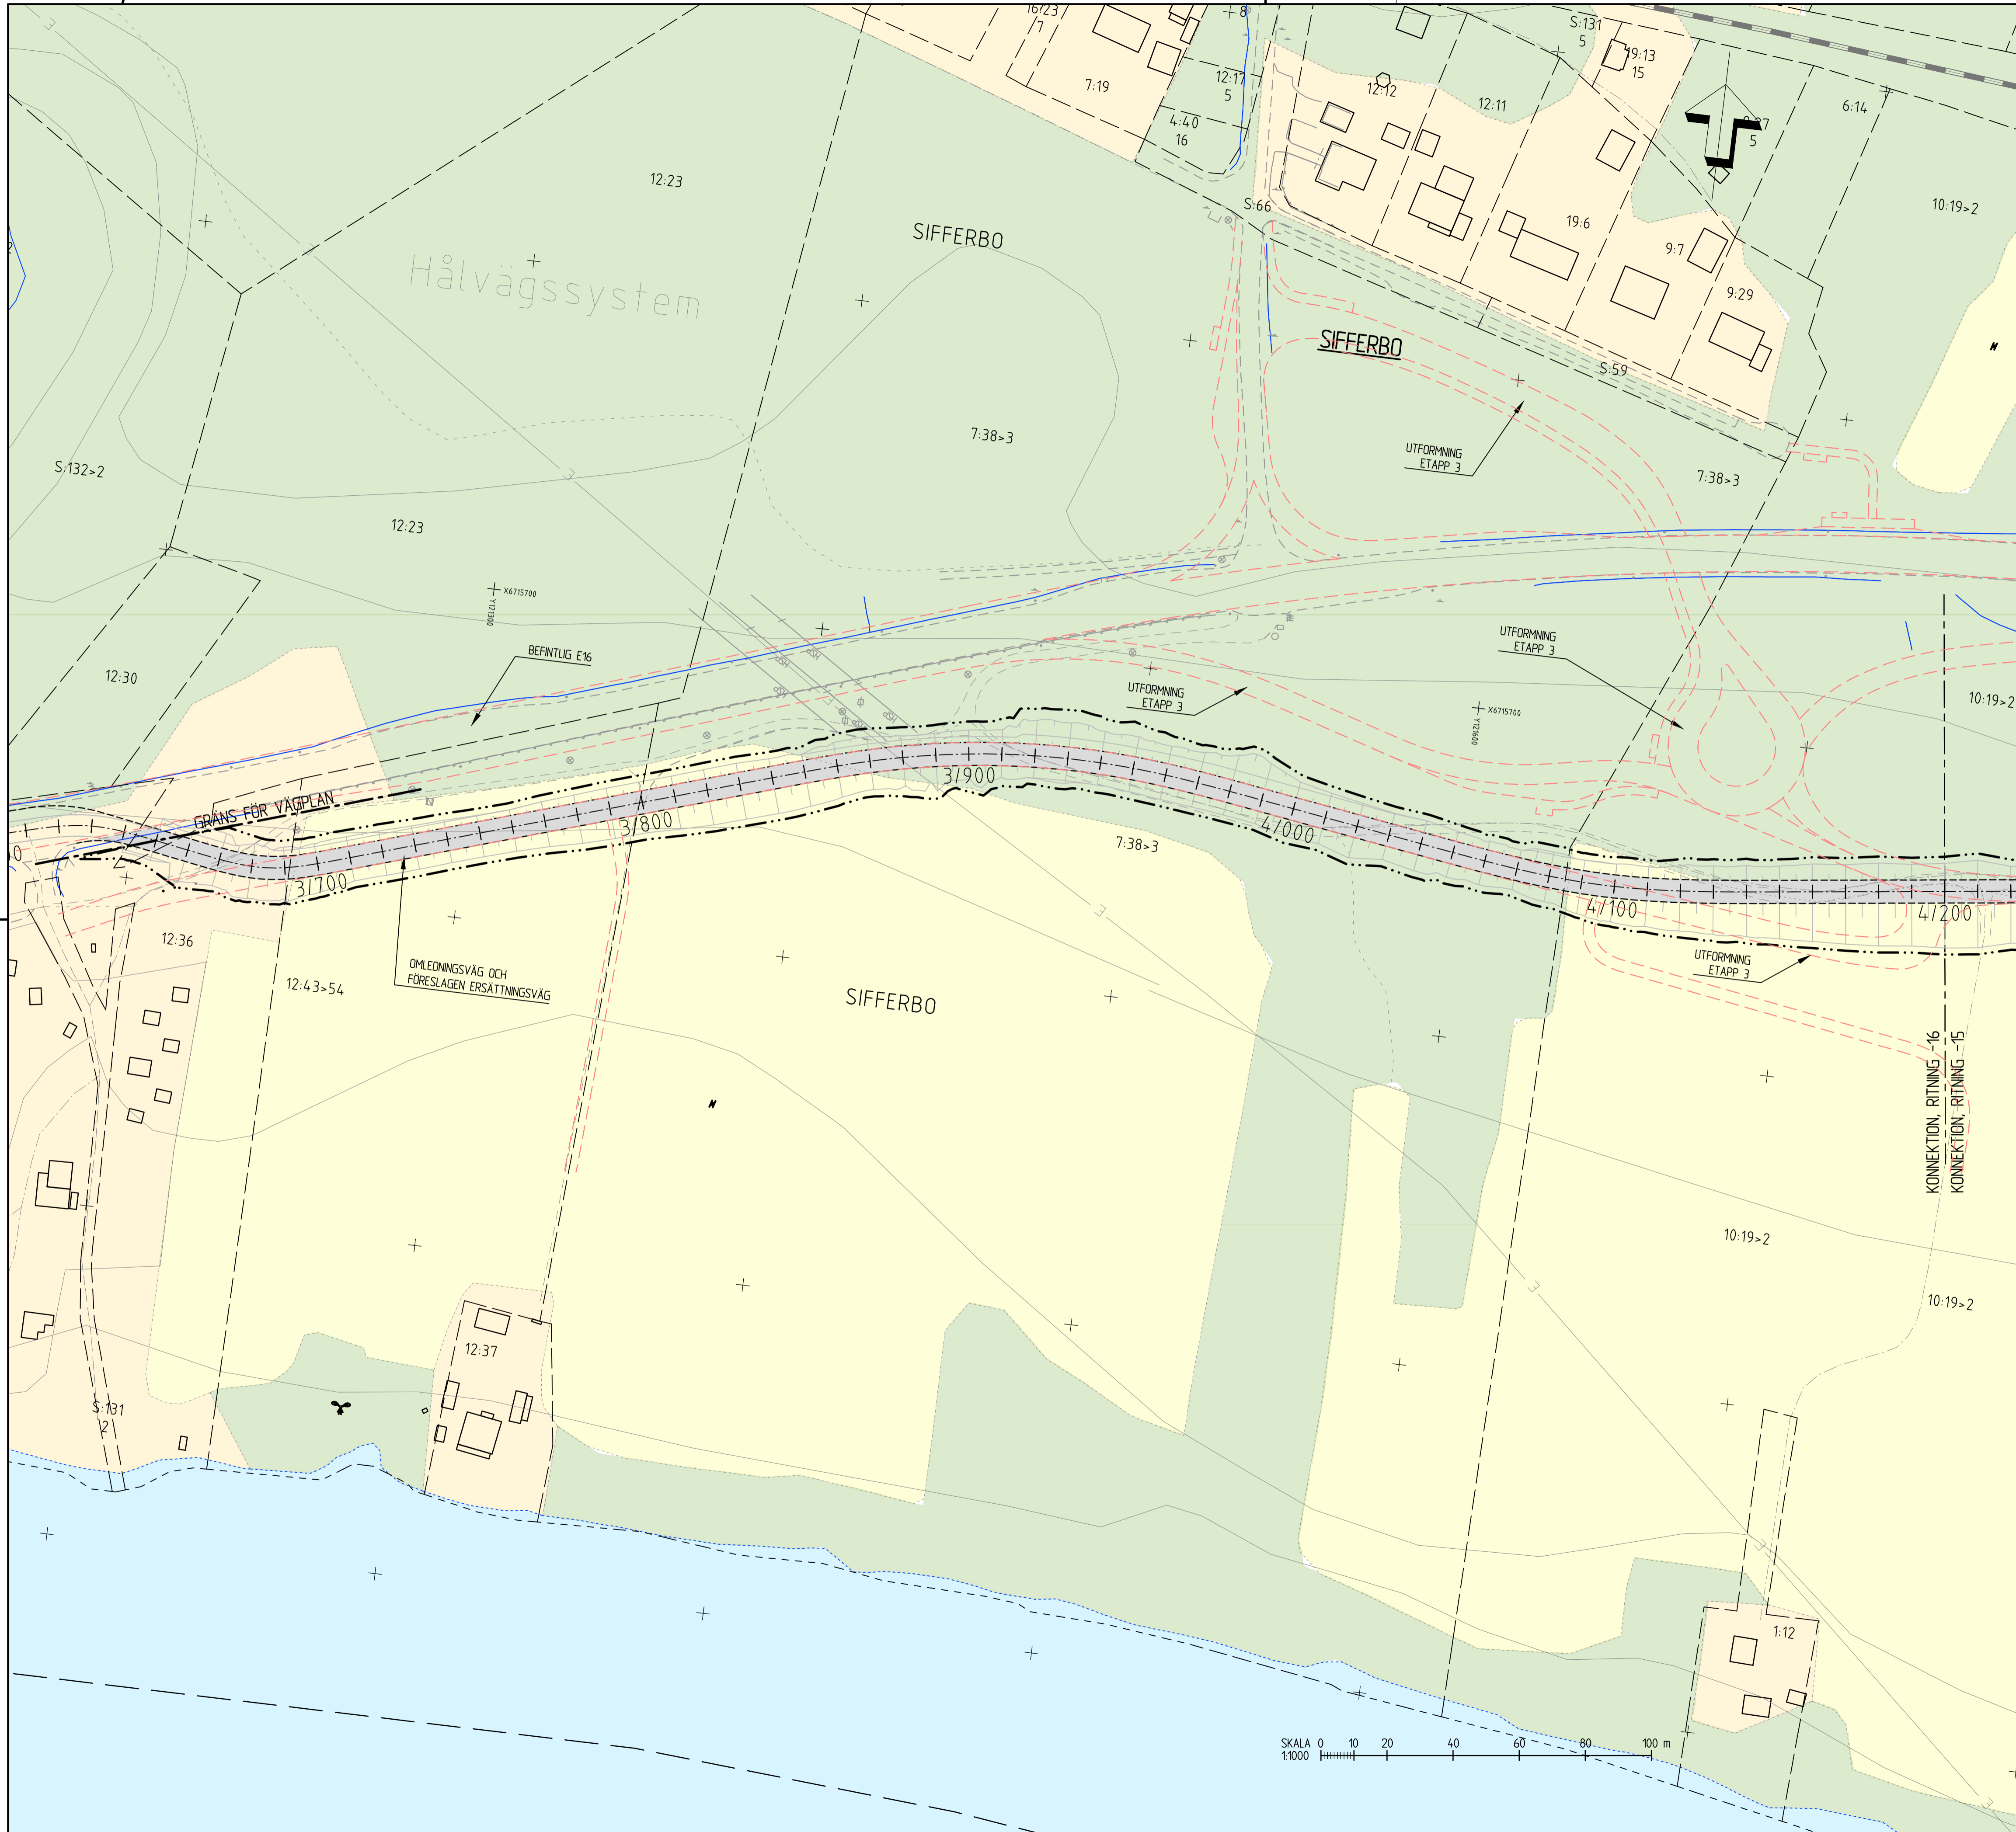 16:23
7
8
S:131
5
19:13
15
7:19
12:17
5
12:12
12:11
6:14
4:40
16
5
12:23
S:66
10:19>2
SIFFERBO
19:6
9:7
Hålvägssystem
9:29
SIFFERBO
S:59
7:38>3
UTFORMNING
ETAPP 3
S:132>2
7:38>3
12:23
X6715700
Y121300
UTFORMNING
ETAPP 3
BEFINTLIG E16
12:30
UTFORMNING
ETAPP 3
10:19>2
X6715700
Y121600
3/900
GRÄNS FÖR VÄGPLAN
3/800
4/000
7:38>3
3/700
4/100
4/200
12:36
UTFORMNING
ETAPP 3
OMLEDNINGSVÄG OCH
FÖRESLAGEN ERSÄTTNINGSVÄG
12:43>54
SIFFERBO
KONNEKTION, RITNING -16
KONNEKTION, RITNING -15
10:19>2
10:19>2
12:37
S:131
2
1:12
SKALA 0 10 20 40 60 80 100 m
1:1000